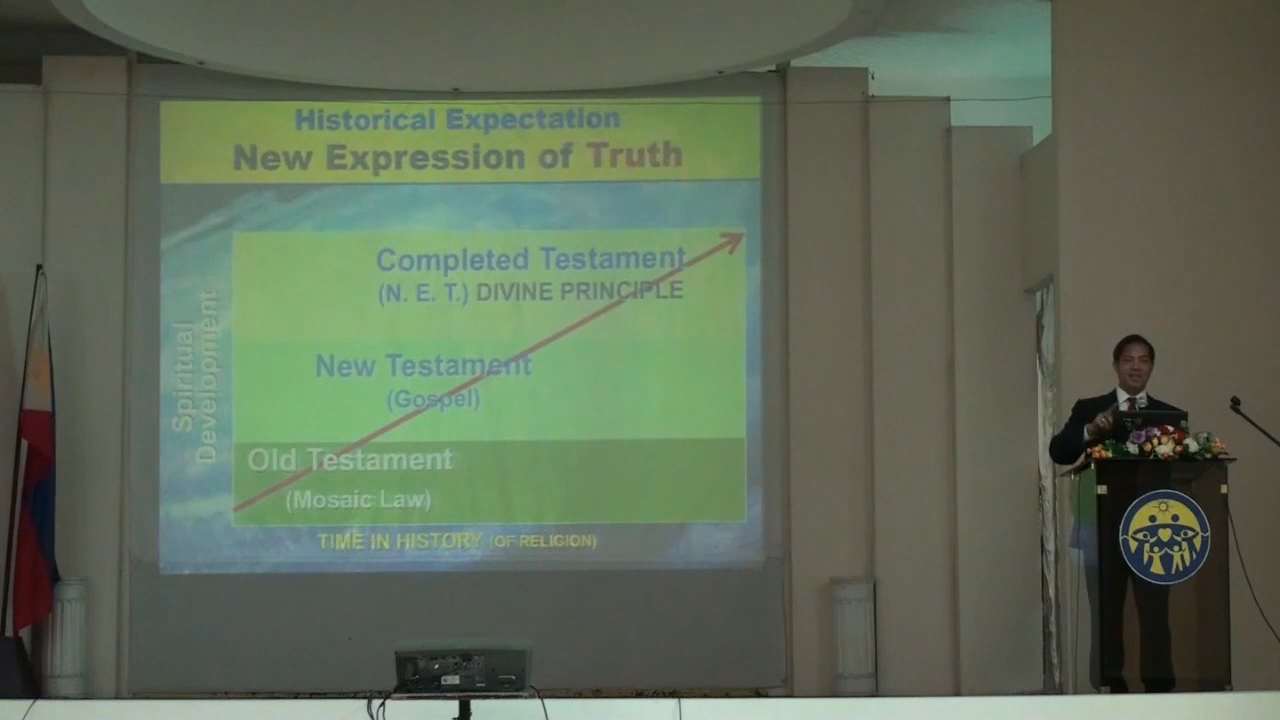 Historical Expectation
New Expression of Truth
Completed Testament
(N. E. T.) DIVINE PRINCIPLE
New Testament
(Gospel)
Old Testament
(Mosaic Law)
Spiritual
Development
TIME IN HISTORY (OF RELIGION)